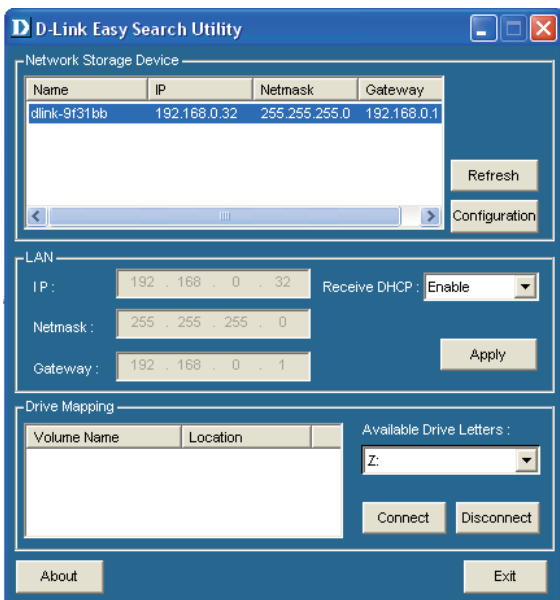 D D-Link Easy Search Utility
Network Storage Device
Name IP Netmask Gateway
dlink-9f31bb 192.168.0.32 255.255.255.0 192.168.0.1
Refresh
Configuration
LAN
IP : 192 . 168 . 0 . 32 Receive DHCP : Enable
Netmask : 255 . 255 . 255 . 0
Gateway : 192 . 168 . 0 . 1
Apply
Drive Mapping
Volume Name Location
Available Drive Letters :
Z:
Connect Disconnect
About Exit